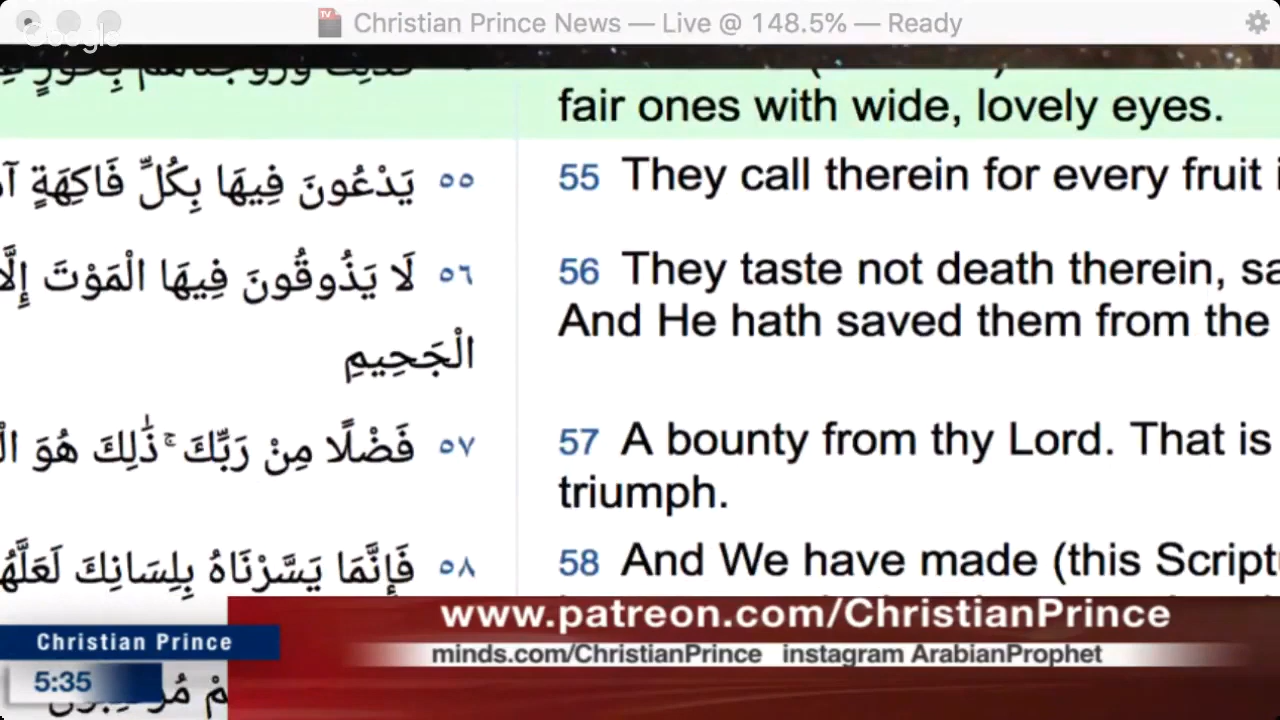 Christian Prince News — Live @ 148.5% — Ready
Google
fair ones with wide, lovely eyes.
٥٥ يَدْعُونَ فِيهَا بِكُلِّ فَاكِهَةٍ
55 They call therein for every fruit
٥٦ لَا يَذُوقُونَ فِيهَا الْمَوْتَ إِلَّا
الْجَحِيمِ
56 They taste not death therein,
And He hath saved them from the
٥٧ فَضْلًا مِنْ رَبِّكَ ۚ ذَٰلِكَ هُوَ
57 A bounty from thy Lord. That is
triumph.
٥٨ فَإِنَّمَا يَسَّرْنَاهُ بِلِسَانِكَ
58 And We have made (this
www.patreon.com/ChristianPrince
Christian Prince
minds.com/ChristianPrince instagram ArabianProphet
5:35